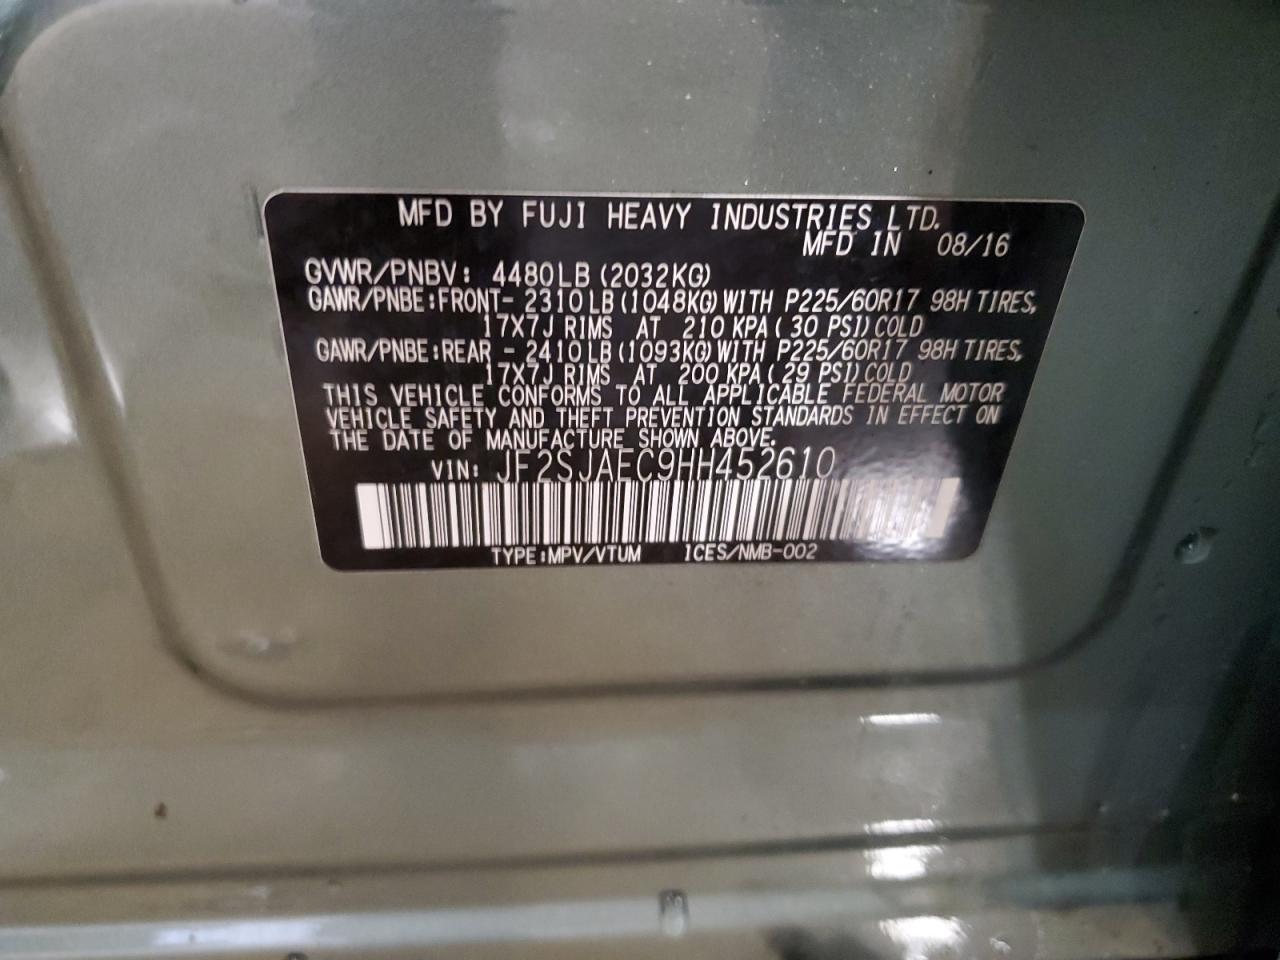 MFD BY FUJI HEAVY INDUSTRIES LTD.
MFD IN 08/16
GVWR/PNBV: 4480LB (2032KG)
GAWR/PNBE:FRONT- 2310LB (1048KG) WITH P225/60R17 98H TIRES,
17X7J RIMS AT 210 KPA ( 30 PSI) COLD
GAWR/PNBE:REAR - 2410LB (1093KG) WITH P225/60R17 98H TIRES,
17X7J RIMS AT 200 KPA ( 29 PSI) COLD
THIS VEHICLE CONFORMS TO ALL APPLICABLE FEDERAL MOTOR
VEHICLE SAFETY AND THEFT PREVENTION STANDARDS IN EFFECT ON
THE DATE OF MANUFACTURE SHOWN ABOVE.
VIN: JF2SJAEC9HH452610
TYPE:MPV/VTUM ICES/NMB-002